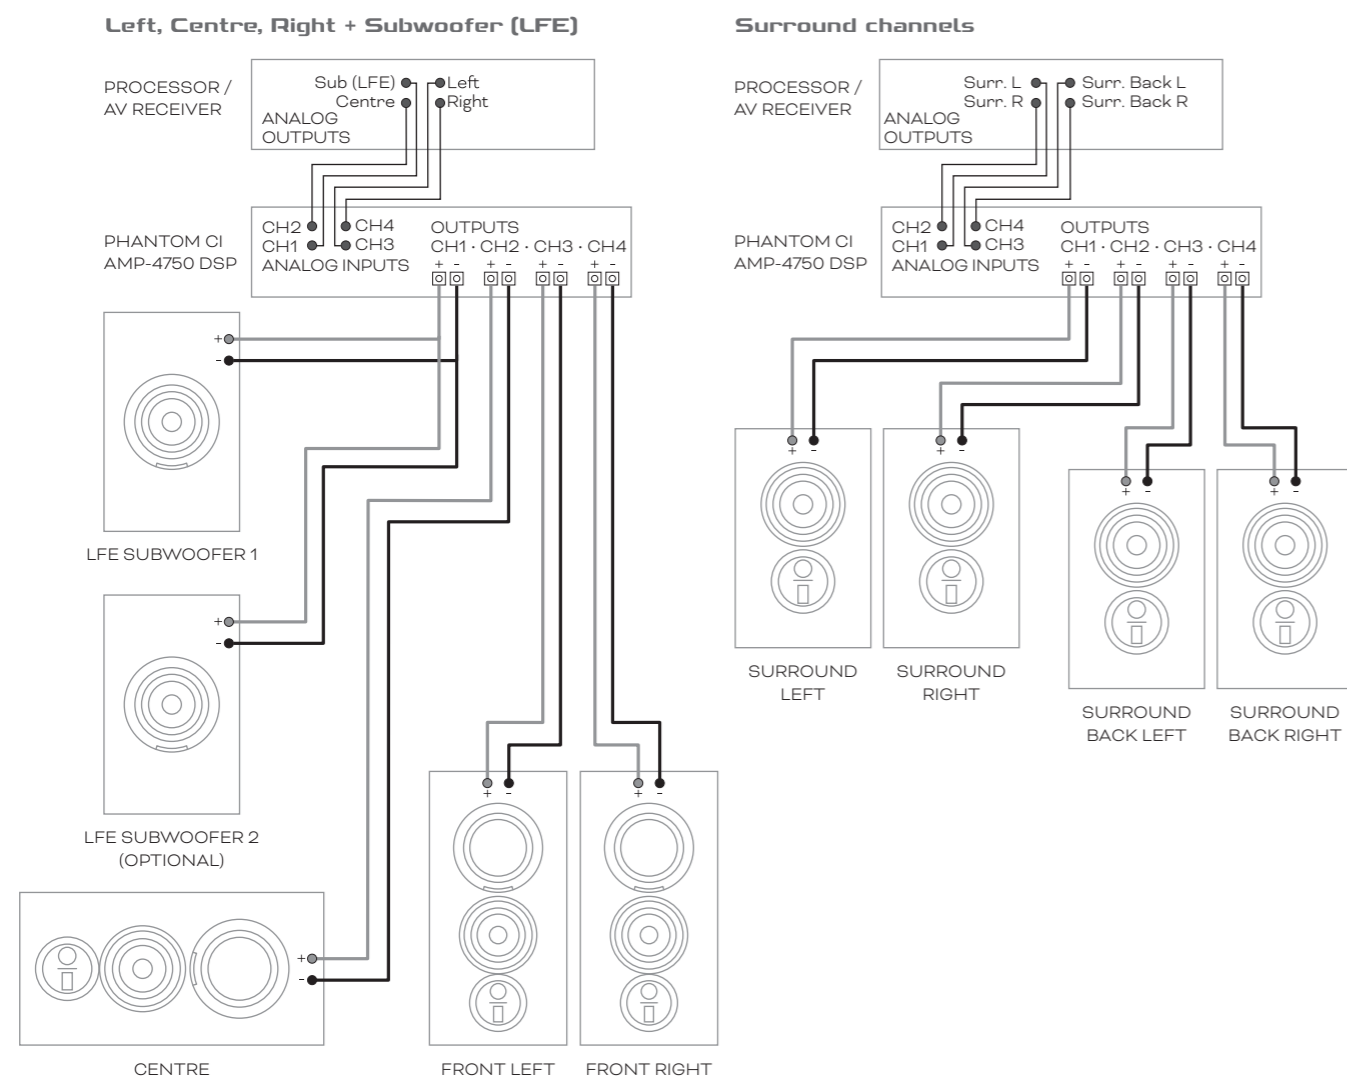 Left, Centre, Right + Subwoofer (LFE)
PROCESSOR /
AV RECEIVER
Sub (LFE) Left
Centre Right
ANALOG
OUTPUTS
PHANTOM CI
AMP-4750 DSP
CH2 CH4
CH1 CH3
ANALOG INPUTS
OUTPUTS
CH1 · CH2 · CH3 · CH4
+ - + - + - + -
+
-
LFE SUBWOOFER 1
+
-
LFE SUBWOOFER 2
(OPTIONAL)
+
-
CENTRE
+ -
FRONT LEFT
+ -
FRONT RIGHT
Surround channels
PROCESSOR /
AV RECEIVER
Surr. L Surr. Back L
Surr. R Surr. Back R
ANALOG
OUTPUTS
PHANTOM CI
AMP-4750 DSP
CH2 CH4
CH1 CH3
ANALOG INPUTS
OUTPUTS
CH1 · CH2 · CH3 · CH4
+ - + - + - + -
+ -
SURROUND
LEFT
+ -
SURROUND
RIGHT
+ -
SURROUND
BACK LEFT
+ -
SURROUND
BACK RIGHT